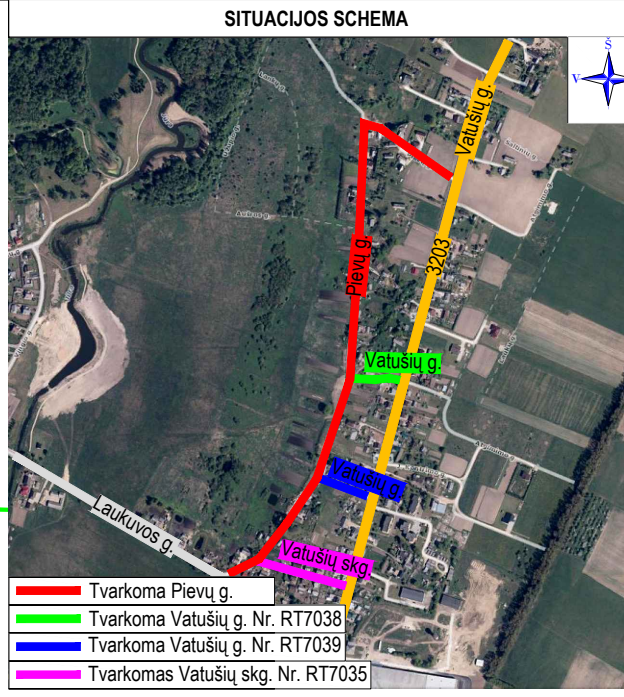 SITUACIJOS SCHEMA
Š
V
Vatušių g.
Aušros g.
3203
Pievų g.
Vatušių g.
Vatušių g
Laukuvos g.
Vatušių skg.
Tvarkoma Pievų g.
Tvarkoma Vatušių g. Nr. RT7038
Tvarkoma Vatušių g. Nr. RT7039
Tvarkomas Vatušių skg. Nr. RT7035